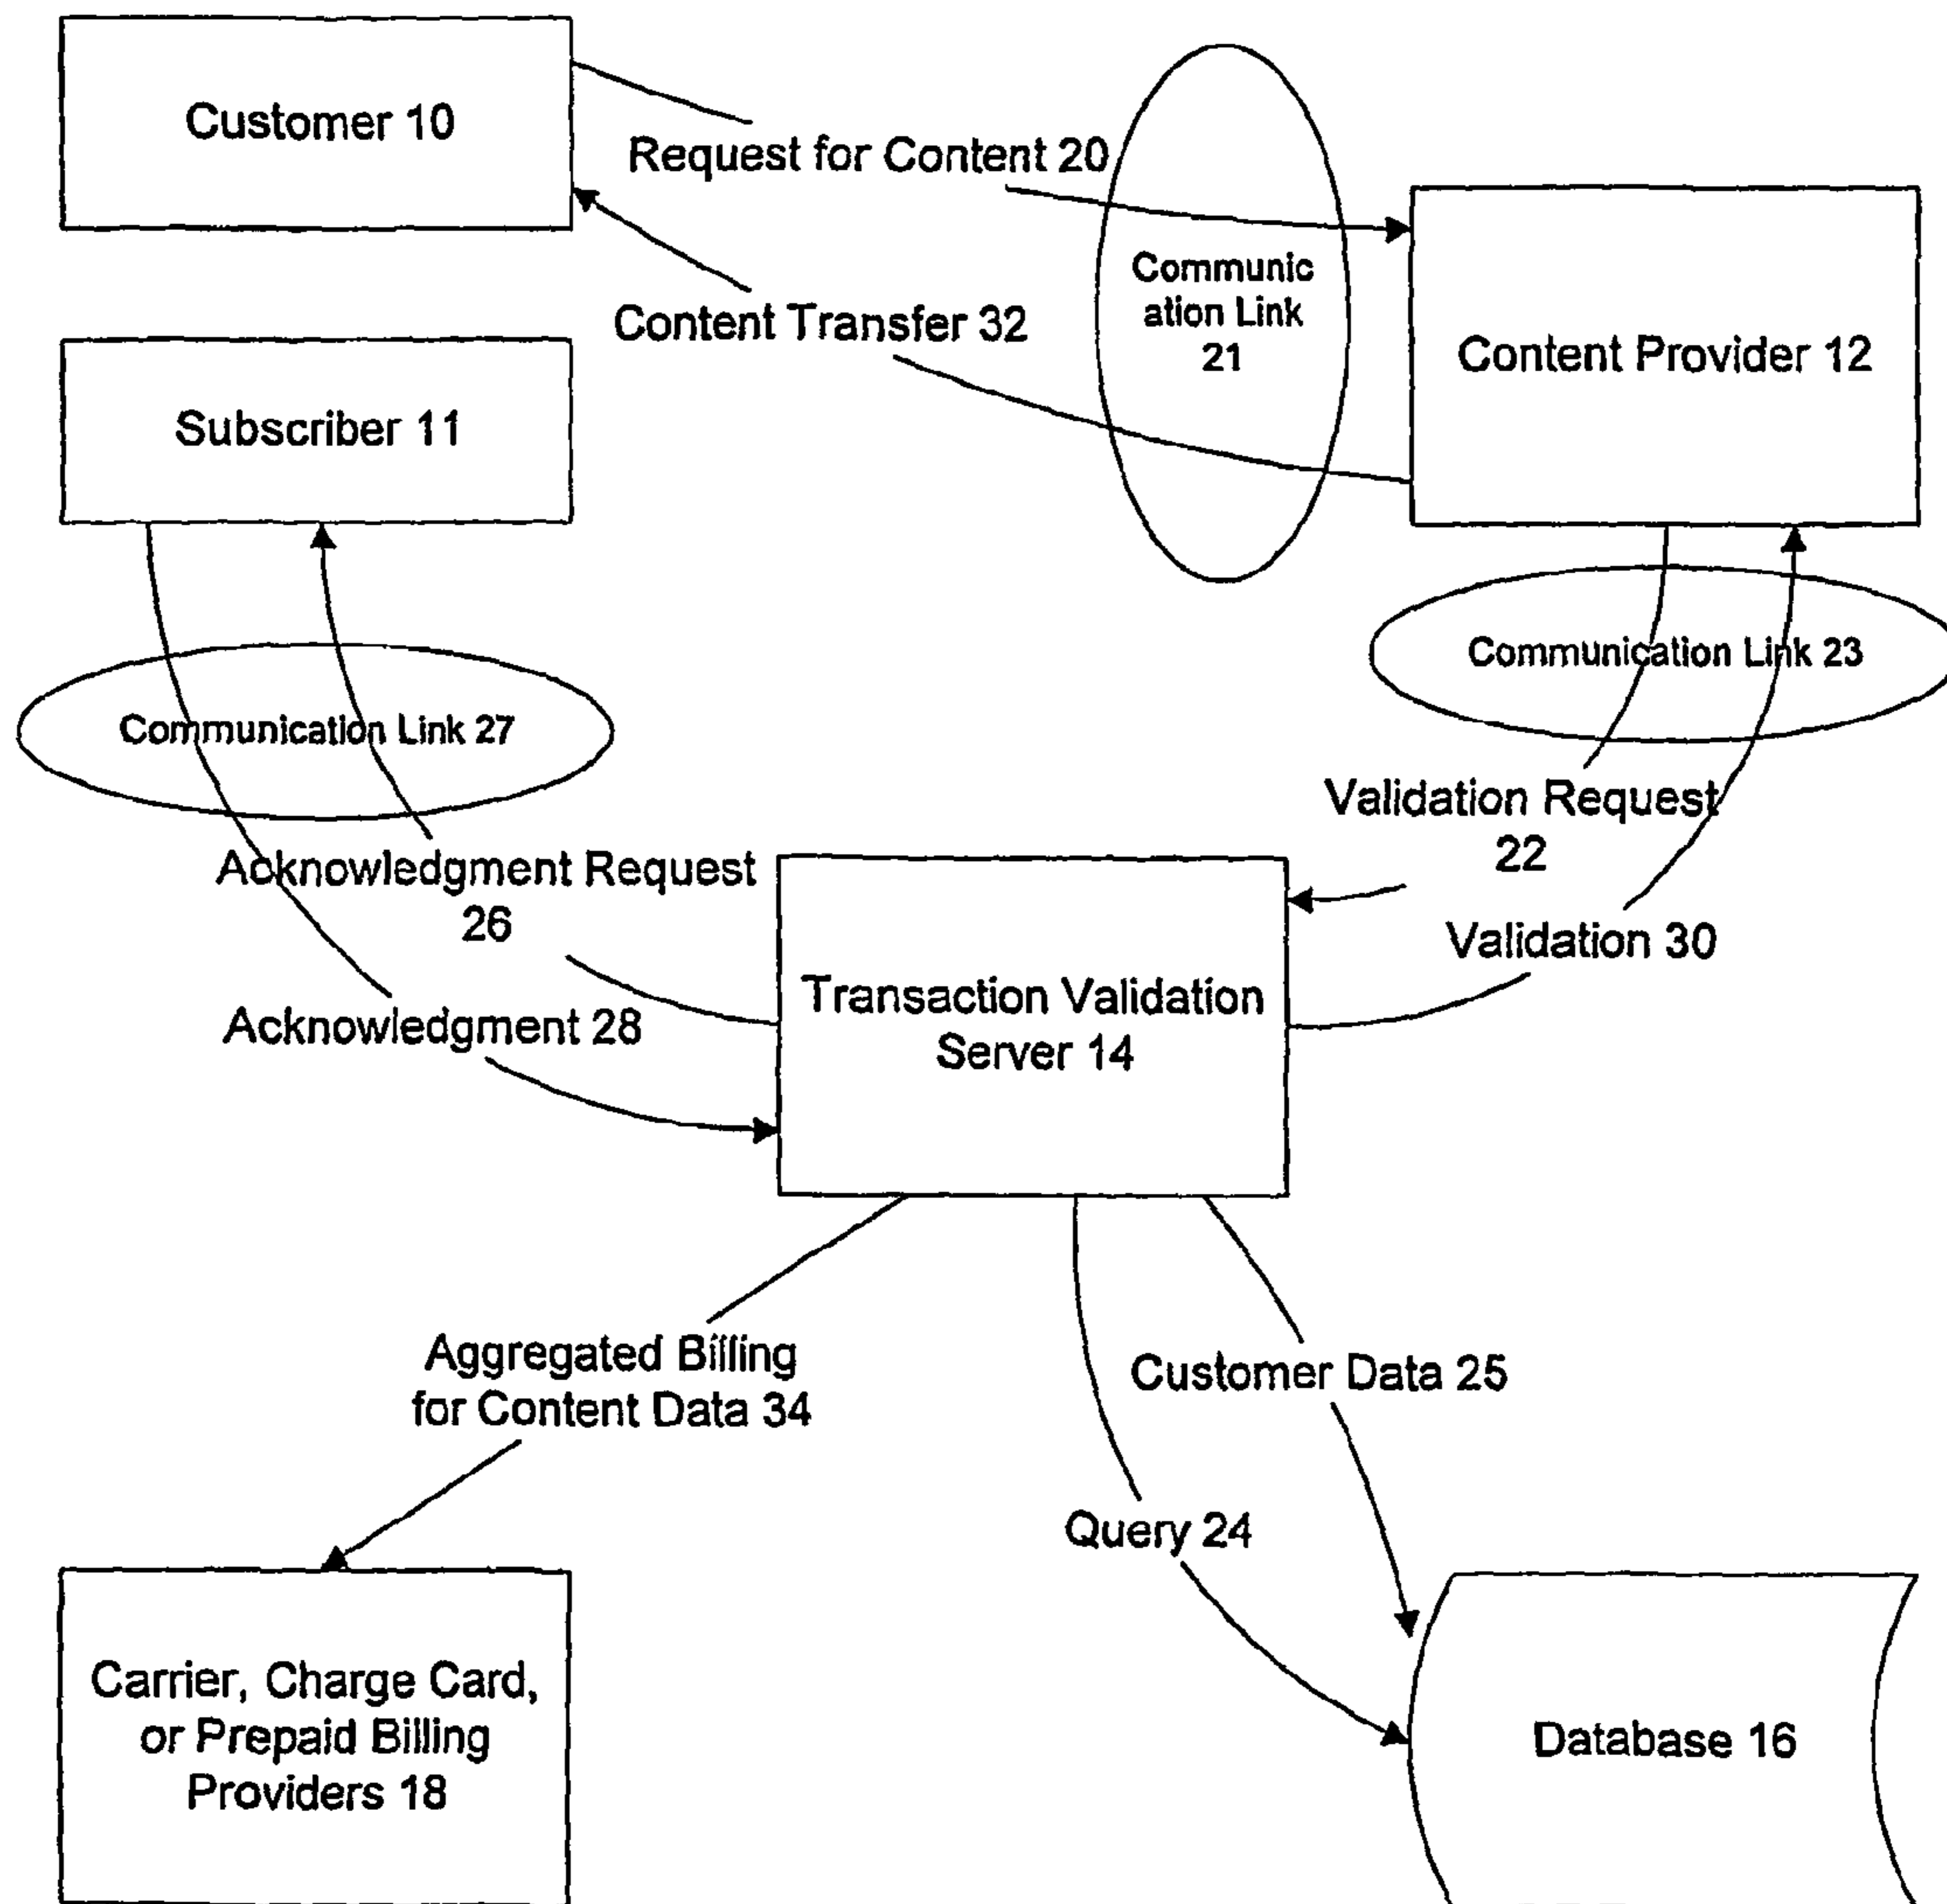 Customer 10
Request for Content 20
Communic
ation Link
21
Content Transfer 32
Content Provider 12
Subscriber 11
Communication Link 27
Communication Link 23
Validation Request
22
Acknowledgment Request
26
Validation 30
Transaction Validation
Server 14
Acknowledgment 28
Aggregated Billing
for Content Data 34
Customer Data 25
Query 24
Carrier, Charge Card,
or Prepaid Billing
Providers 18
Database 16